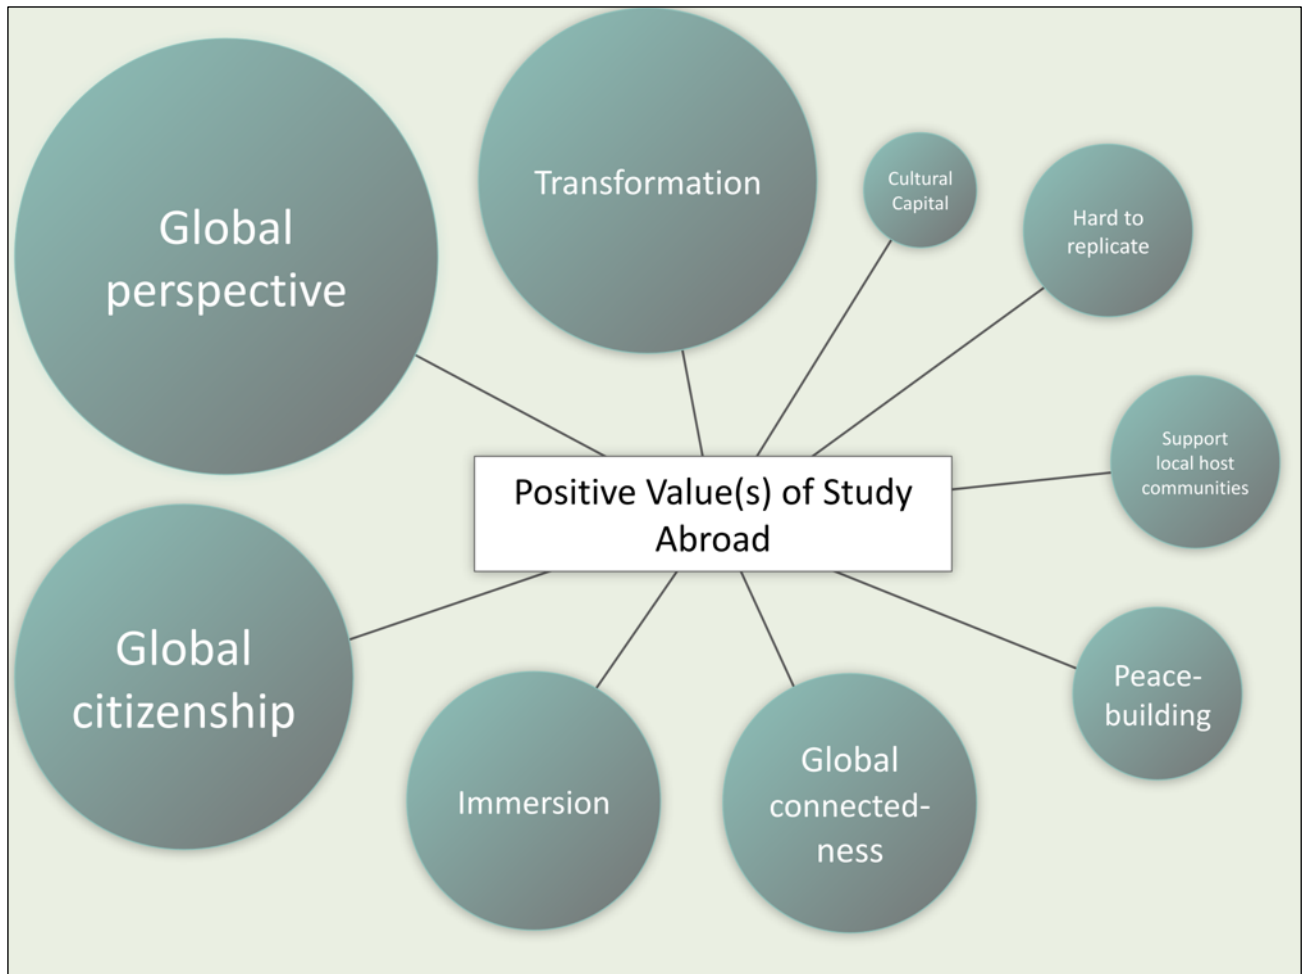 Global
perspective
Transformation
Cultural
Capital
Hard to
replicate
Support
local host
communities
Positive Value(s) of Study
Abroad
Global
citizenship
Immersion
Global
connected-
ness
Peace-
building